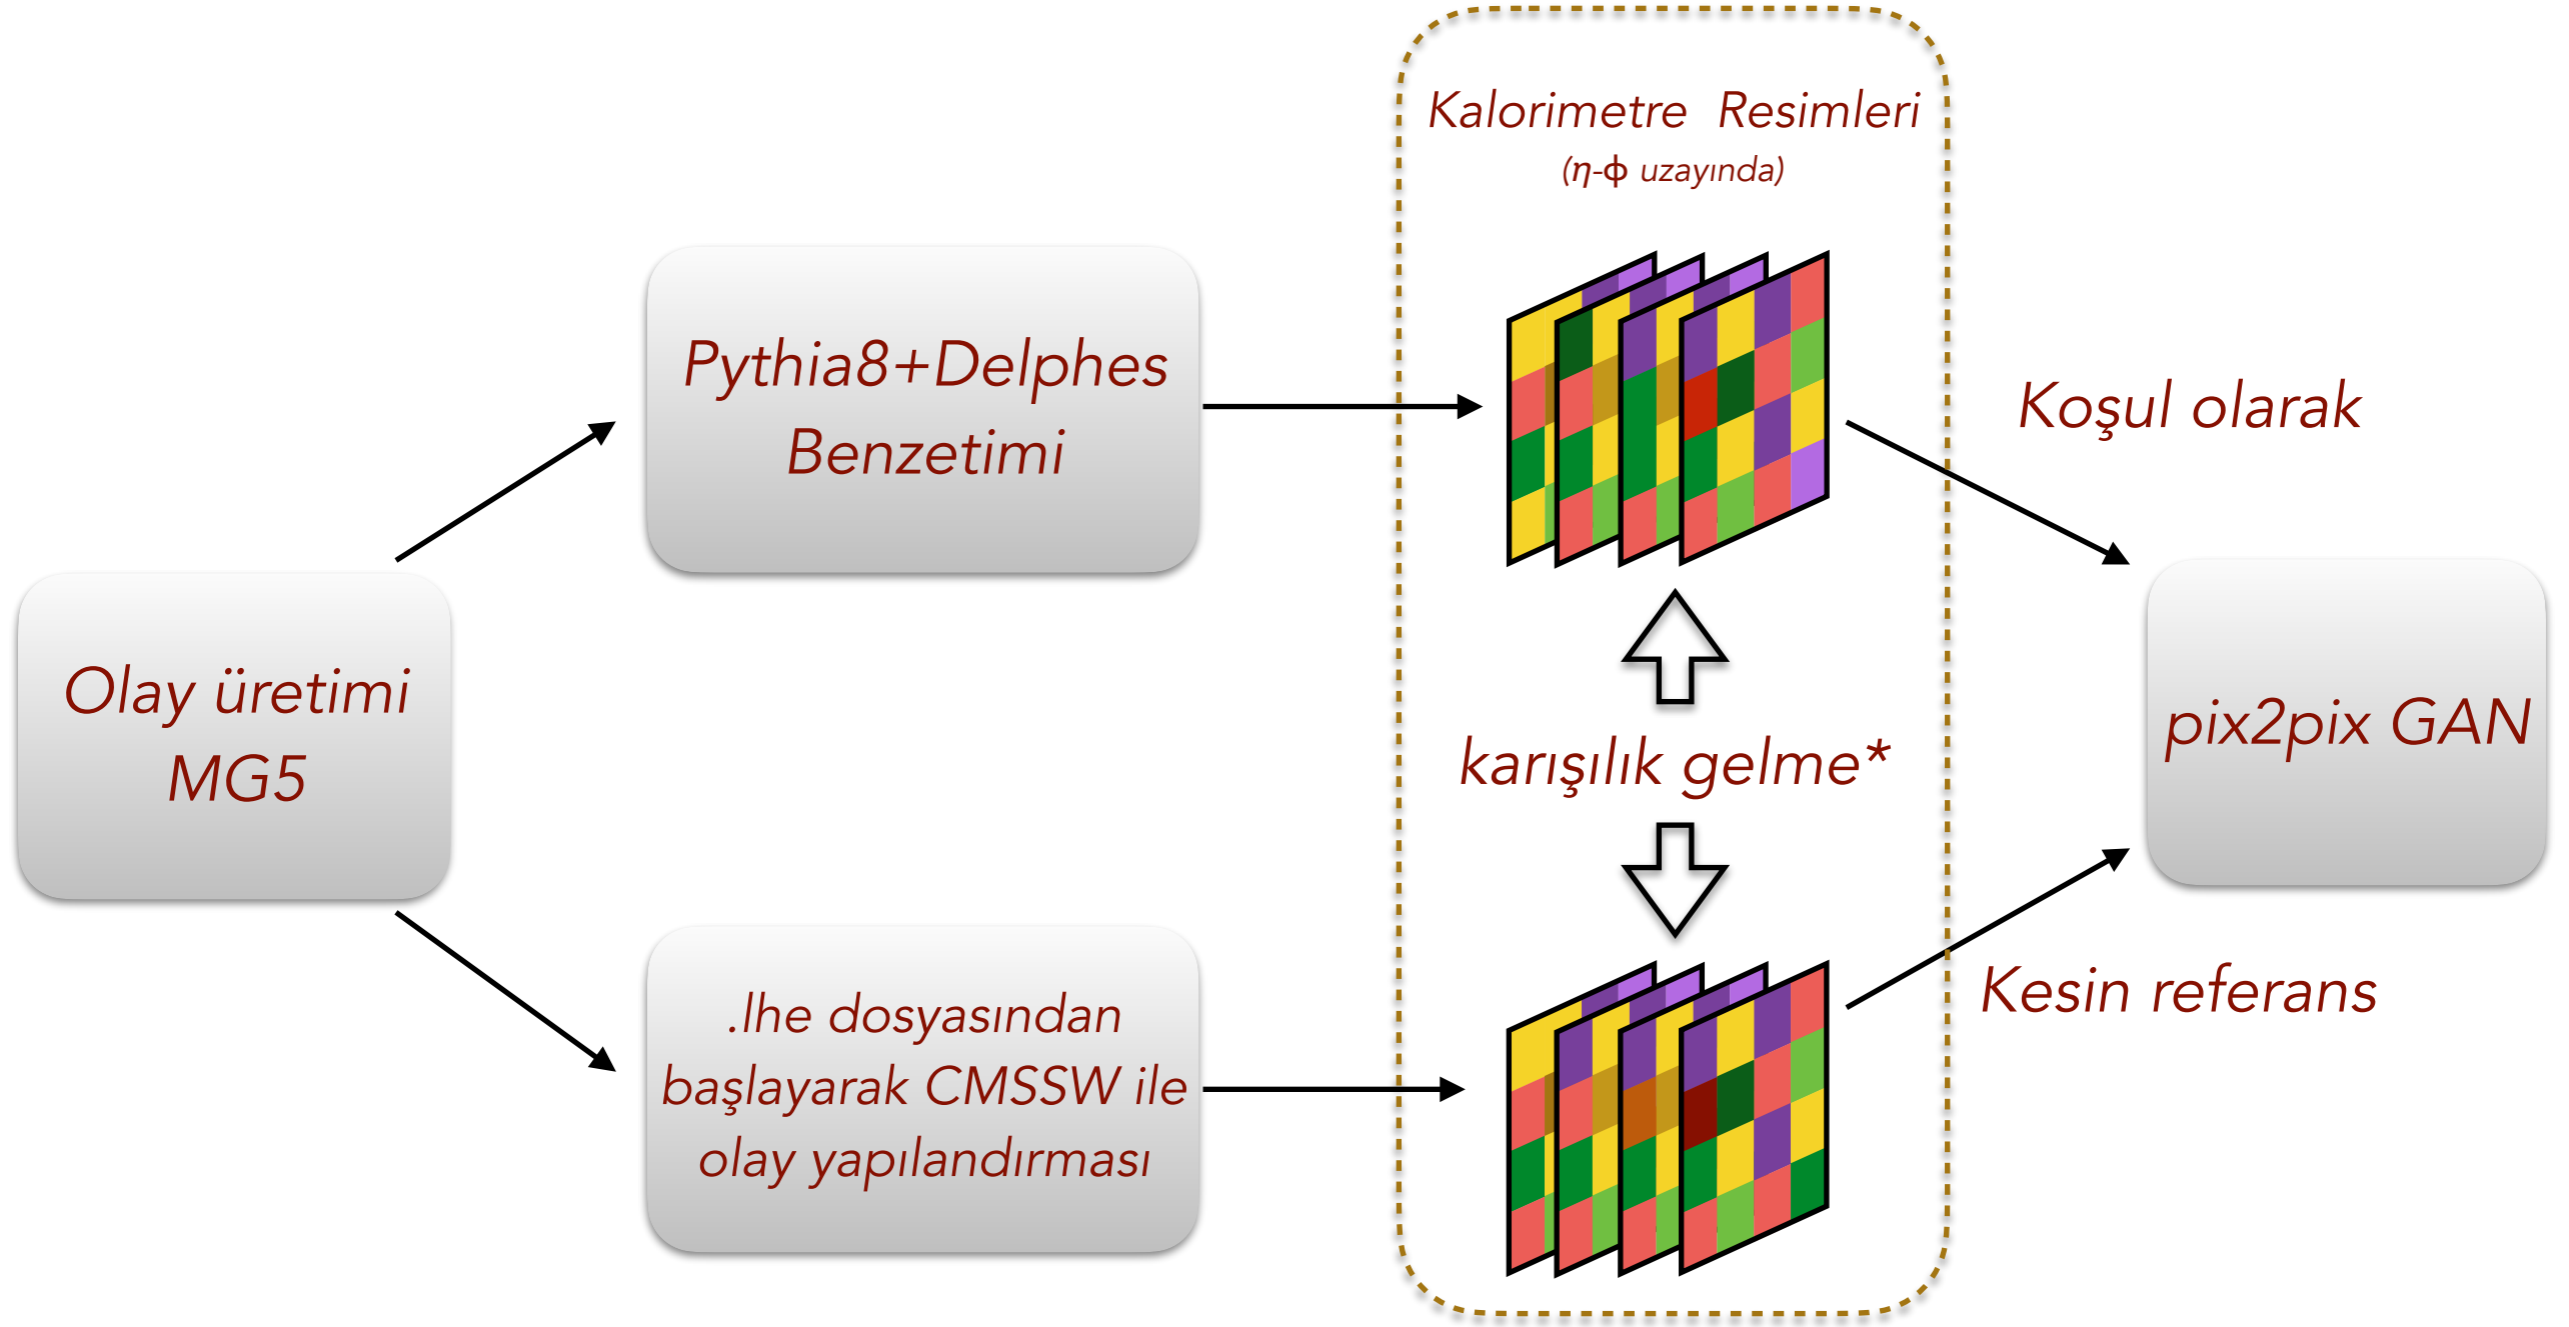 Kalorimetre Resimleri
(η-ϕ uzayında)
Pythia8+Delphes
Benzetimi
Koşul olarak
Olay üretimi
MG5
karışılık gelme*
pix2pix GAN
.lhe dosyasından
başlayarak CMSSW ile
olay yapılandırması
Kesin referans